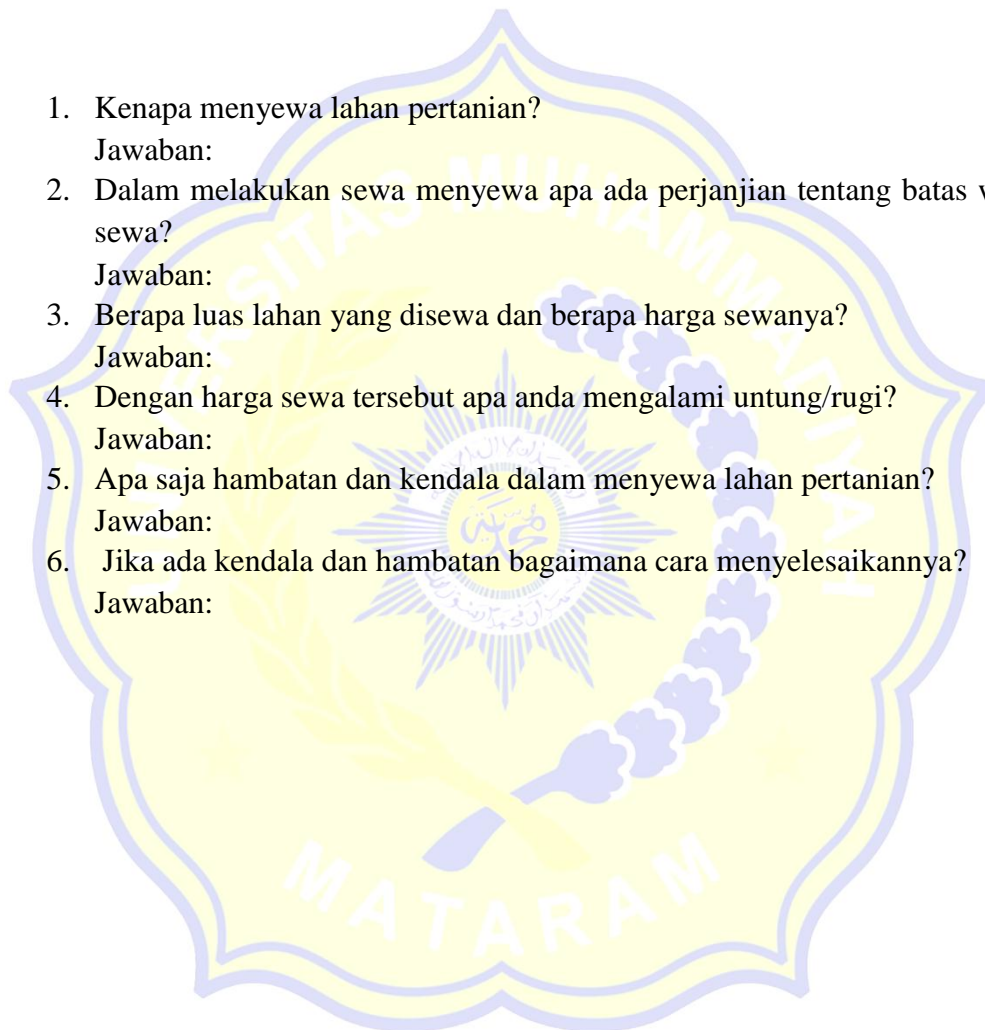 1. Kenapa menyewa lahan pertanian?
Jawaban:
2. Dalam melakukan sewa menyewa apa ada perjanjian tentang batas
sewa?
Jawaban:
3. Berapa luas lahan yang disewa dan berapa harga sewanya?
Jawaban:
4. Dengan harga sewa tersebut apa anda mengalami untung/rugi?
Jawaban:
5. Apa saja hambatan dan kendala dalam menyewa lahan pertanian?
Jawaban:
6. Jika ada kendala dan hambatan bagaimana cara menyelesaikannya?
Jawaban:
UNIVERSITAS MUHAMMADIYAH
MATARAM